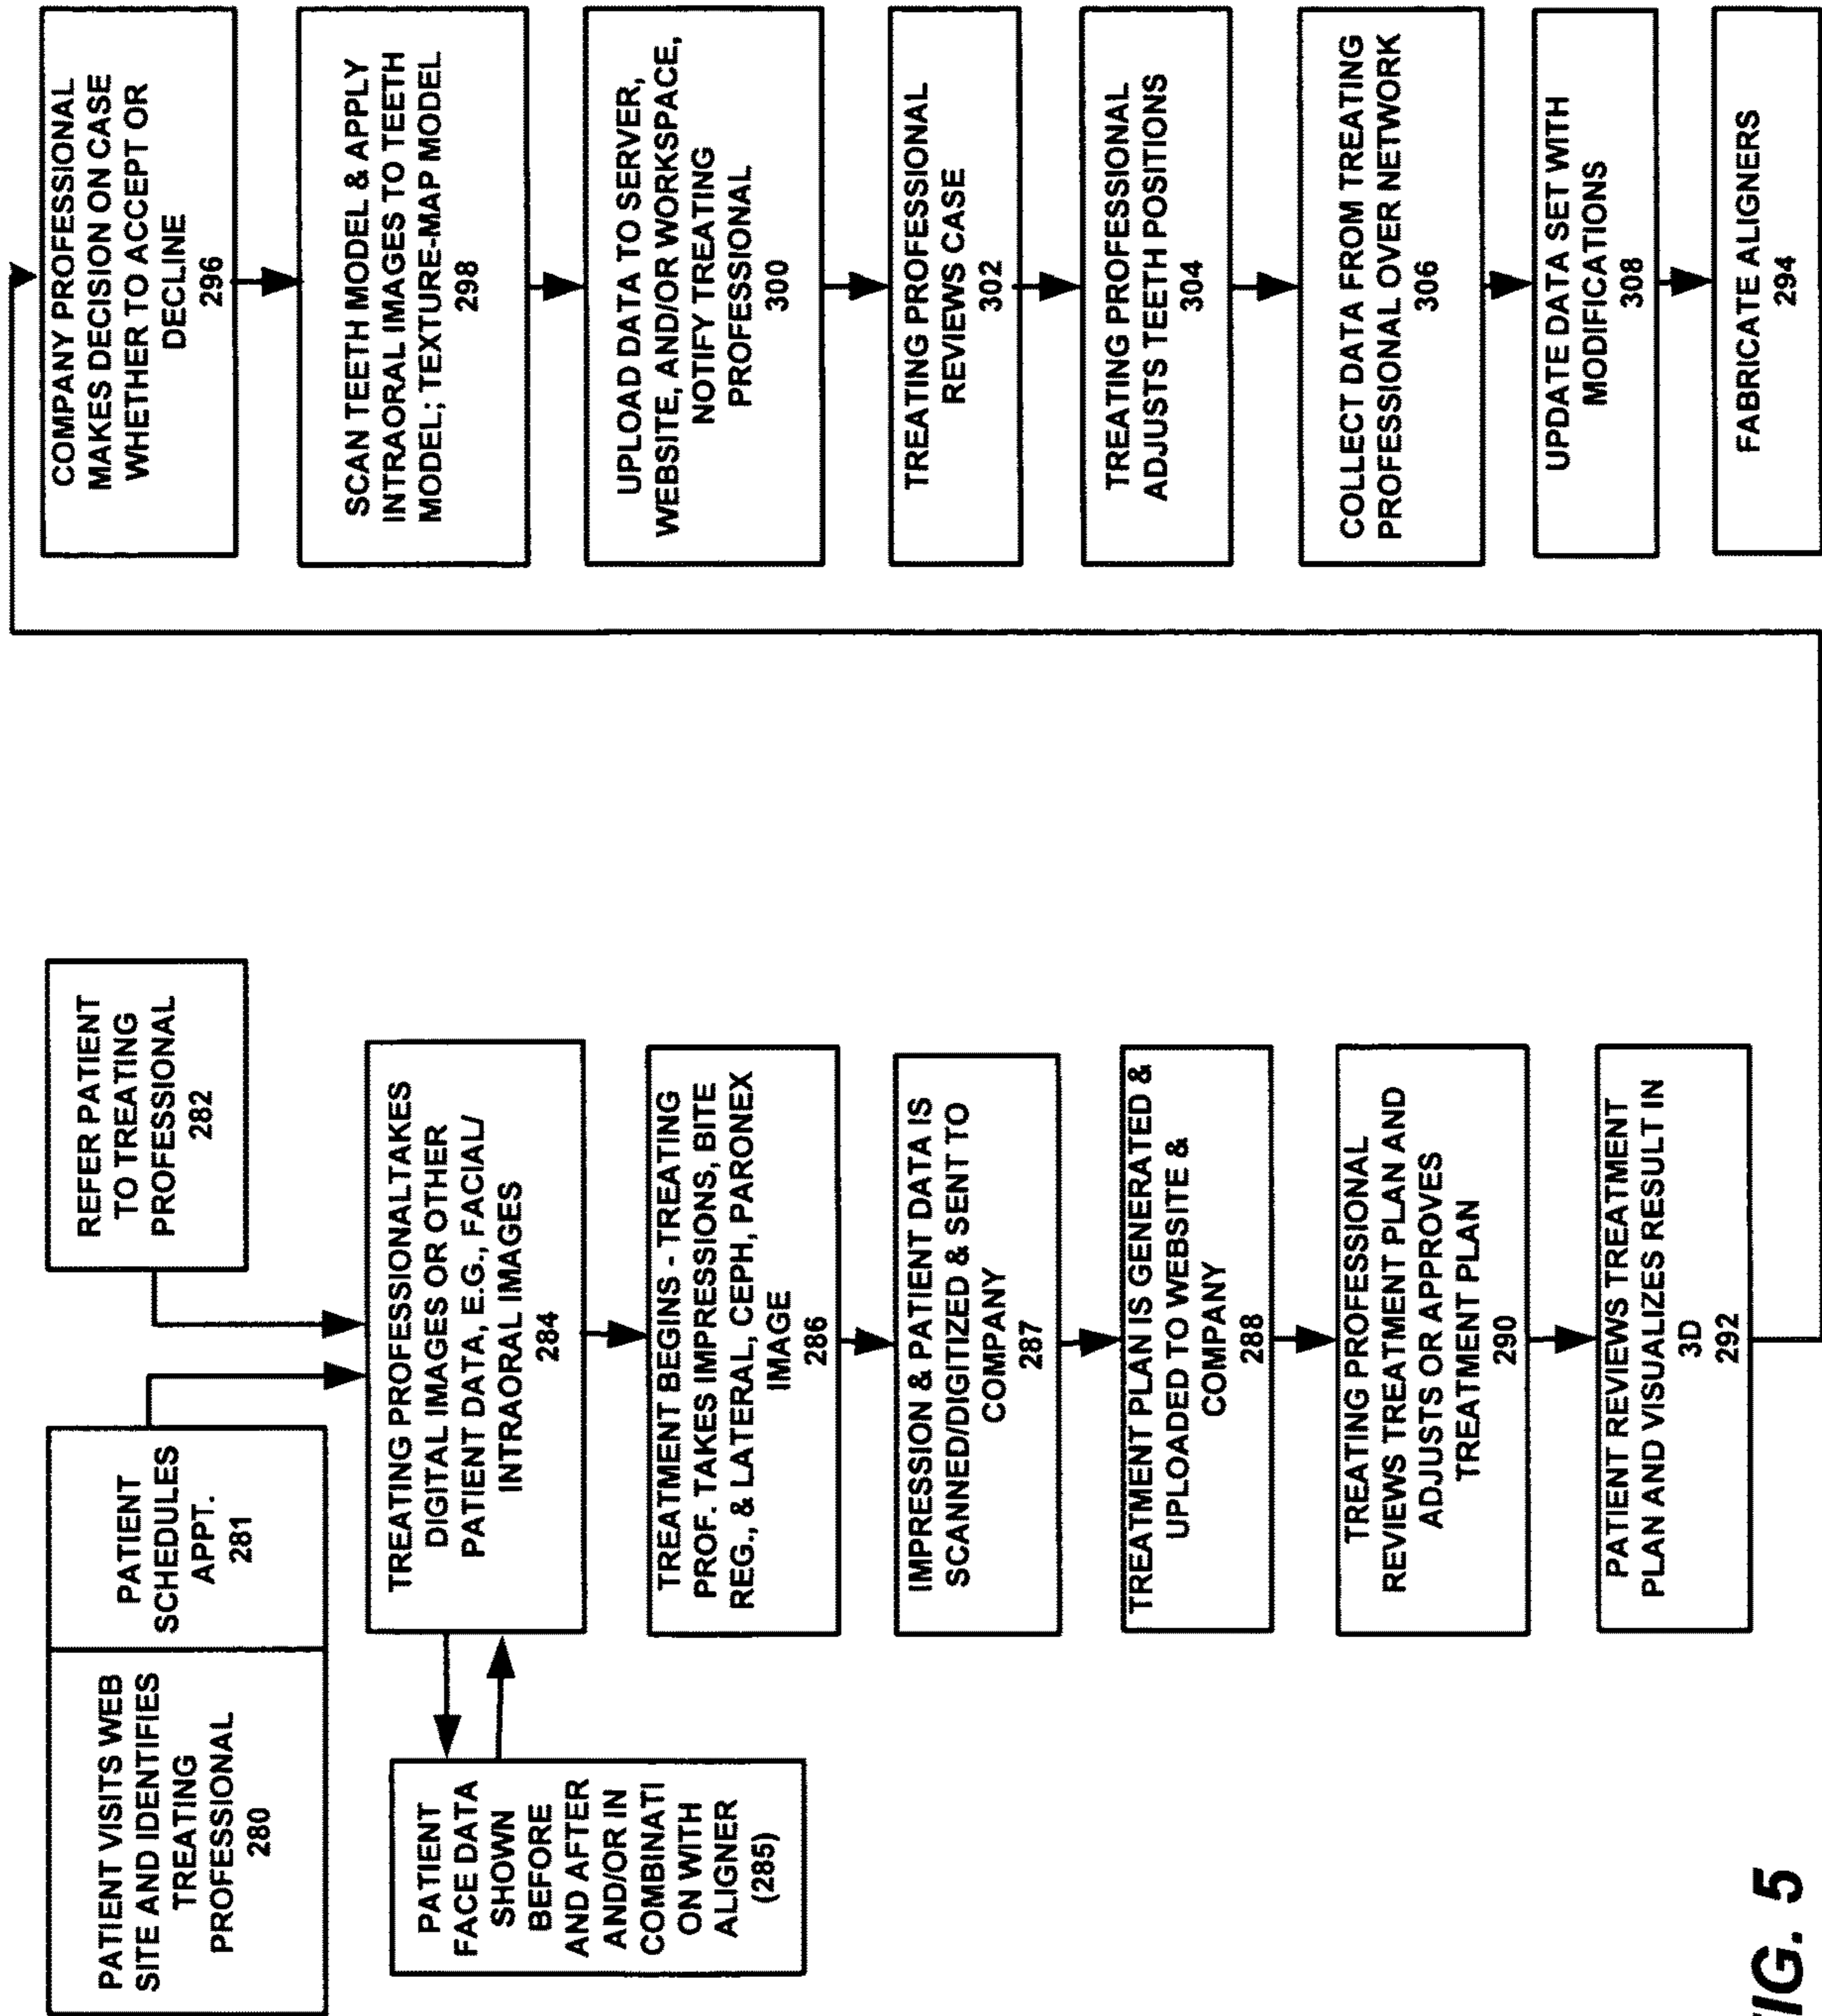 PATIENT VISITS WEB
SITE AND IDENTIFIES
TREATING
PROFESSIONAL
280
PATIENT
SCHEDULES
APPT.
281
REFER PATIENT
TO TREATING
PROFESSIONAL
282
TREATING PROFESSIONALTAKES
DIGITAL IMAGES OR OTHER
PATIENT DATA, E.G., FACIAL/
INTRAORAL IMAGES
284
PATIENT
FACE DATA
SHOWN
BEFORE
AND AFTER
AND/OR IN
COMBINATI
ON WITH
ALIGNER
(285)
TREATMENT BEGINS - TREATING
PROF. TAKES IMPRESSIONS, BITE
REG., & LATERAL, CEPH, PARONEX
IMAGE
286
IMPRESSION & PATIENT DATA IS
SCANNED/DIGITIZED & SENT TO
COMPANY
287
TREATMENT PLAN IS GENERATED &
UPLOADED TO WEBSITE &
COMPANY
288
TREATING PROFESSIONAL
REVIEWS TREATMENT PLAN AND
ADJUSTS OR APPROVES
TREATMENT PLAN
290
PATIENT REVIEWS TREATMENT
PLAN AND VISUALIZES RESULT IN
3D
292
COMPANY PROFESSIONAL
MAKES DECISION ON CASE
WHETHER TO ACCEPT OR
DECLINE
296
SCAN TEETH MODEL & APPLY
INTRAORAL IMAGES TO TEETH
MODEL; TEXTURE-MAP MODEL
298
UPLOAD DATA TO SERVER,
WEBSITE, AND/OR WORKSPACE,
NOTIFY TREATING
PROFESSIONAL
300
TREATING PROFESSIONAL
REVIEWS CASE
302
TREATING PROFESSIONAL
ADJUSTS TEETH POSITIONS
304
COLLECT DATA FROM TREATING
PROFESSIONAL OVER NETWORK
306
UPDATE DATA SET WITH
MODIFICATIONS
308
FABRICATE ALIGNERS
294
FIG. 5